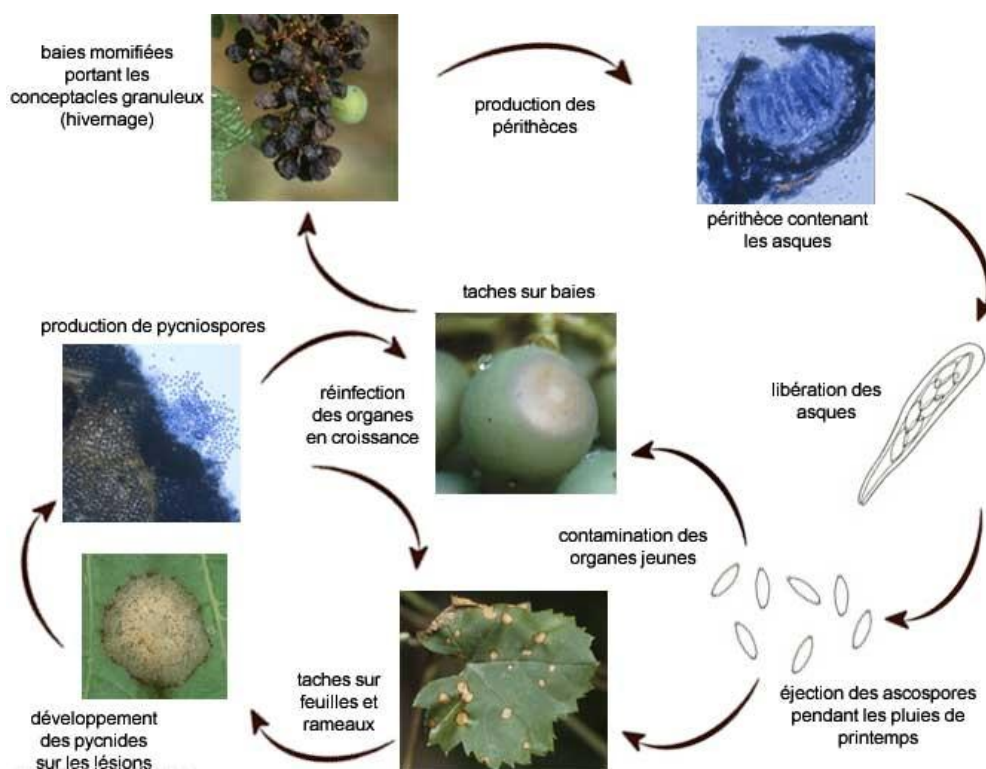 baies momifiées
portant les
conceptacles granuleux
(hivernage)
production des
périthèces
périthèce contenant
les asques
taches sur baies
production de pycniospores
réinfection
des organes
en croissance
libération des
asques
contamination des
organes jeunes
taches sur
feuilles et
rameaux
éjection des ascospores
pendant les pluies de
printemps
développement
des pycnides
sur les lésions